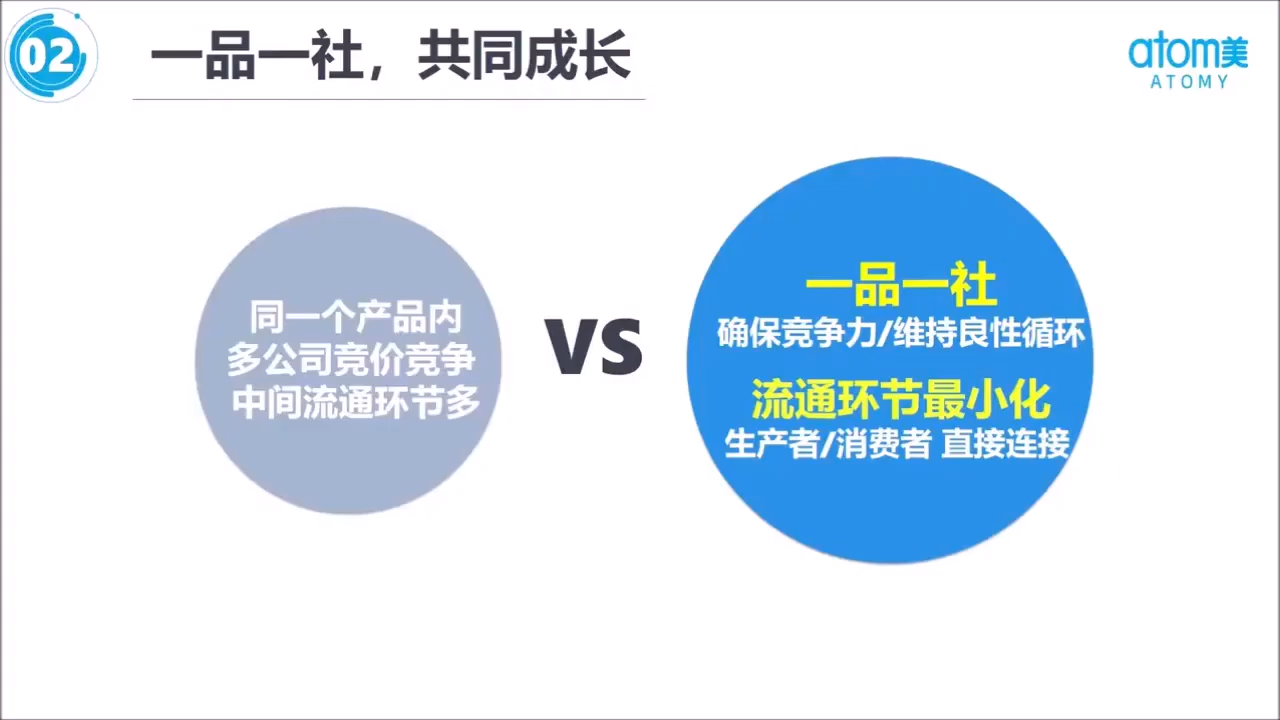 02
一品一社，共同成长
atom美
ATOMY
同一个产品内
多公司竞价竞争
中间流通环节多
VS
一品一社
确保竞争力/维持良性循环
流通环节最小化
生产者/消费者 直接连接